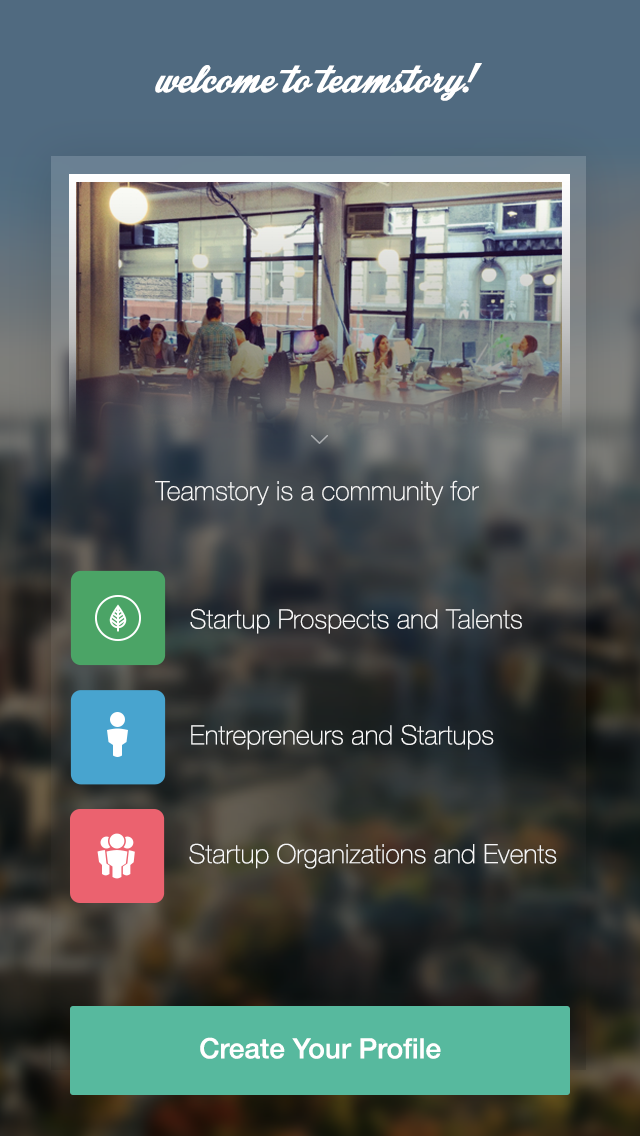 welcome to teamstory!
Teamstory is a community for
Startup Prospects and Talents
Entrepreneurs and Startups
Startup Organizations and Events
Create Your Profile